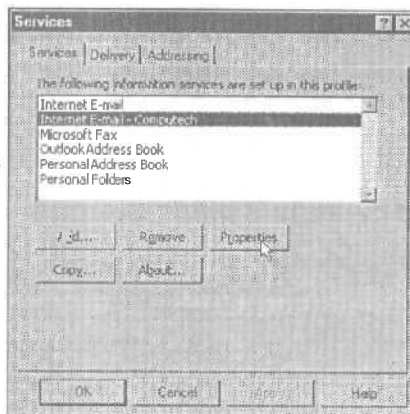 Services
Services Delivery Addressing
The following information services are set up in this profile:
Internet E-mail
Internet E-mail - Computech
Microsoft Fax
Outlook Address Book
Personal Address Book
Personal Folders
Remove Properties
Copy... About...
OK Cancel Help